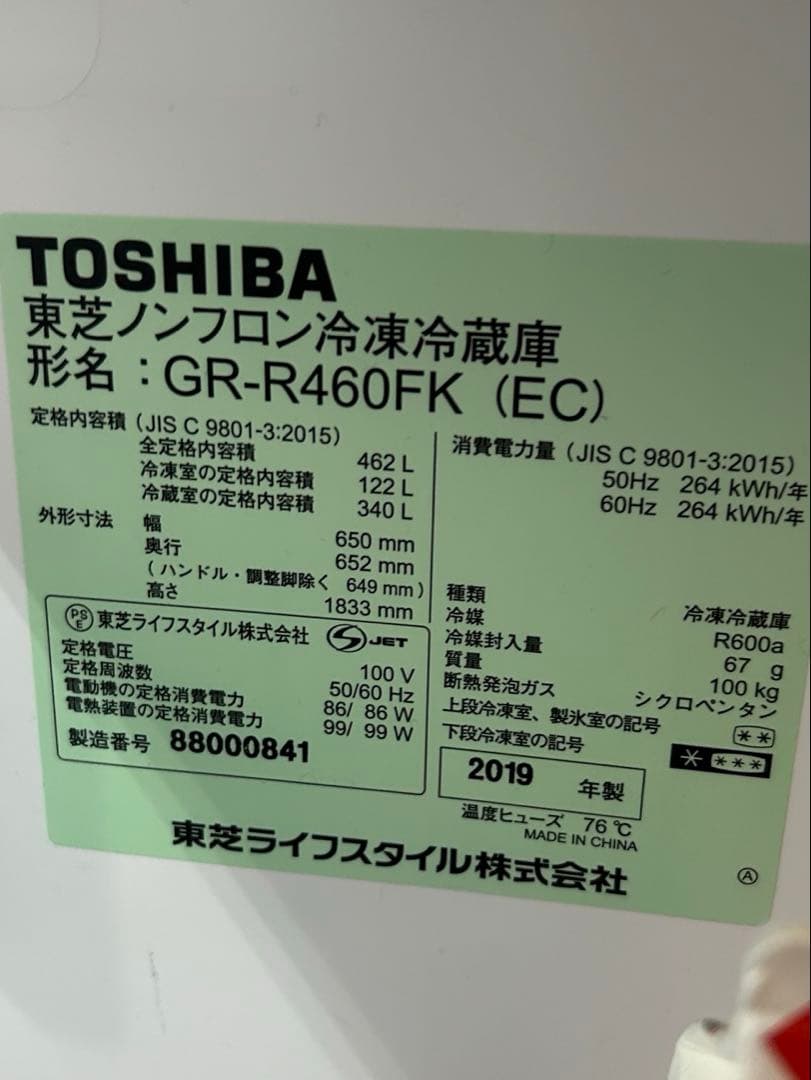 TOSHIBA
東芝ノンフロン冷凍冷蔵庫
形名：GR-R460FK（EC）
定格内容積（JIS C 9801-3:2015）
全定格内容積 462 L
冷凍室の定格内容積 122 L
冷蔵室の定格内容積 340 L
外形寸法 幅 650 mm
奥行 652 mm
（ハンドル・調整脚除く 649 mm）
高さ 1833 mm
PSE 東芝ライフスタイル株式会社 JET
定格電圧 100 V
定格周波数 50/60 Hz
電動機の定格消費電力 86/ 86 W
電熱装置の定格消費電力 99/ 99 W
製造番号 88000841
消費電力量（JIS C 9801-3:2015）
50Hz 264 kWh/年
60Hz 264 kWh/年
種類 冷凍冷蔵庫
冷媒 R600a
冷媒封入量 67 g
質量 100 kg
断熱発泡ガス シクロペンタン
上段冷凍室、製氷室の記号 **
下段冷凍室の記号 * ***
2019 年製
温度ヒューズ 76℃
MADE IN CHINA
東芝ライフスタイル株式会社
Ⓐ